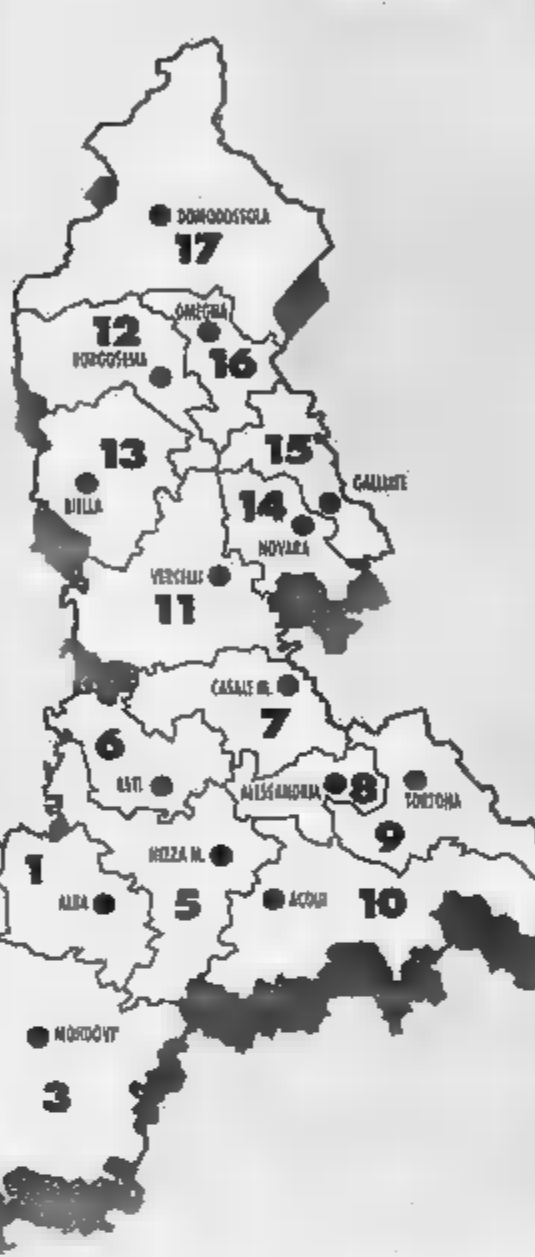 DOMODOSSOLA
17
OMEGNA
12
BORGOSESIA
16
13
15
BIELLA
GALLIATE
14
NOVARA
VERCELLI
11
CASALE M.
7
6
ASTI
ALESSANDRIA
8
TORTONA
9
NIZZA M.
1
ALBA
5
ACQUI
10
MONDOVI'
3